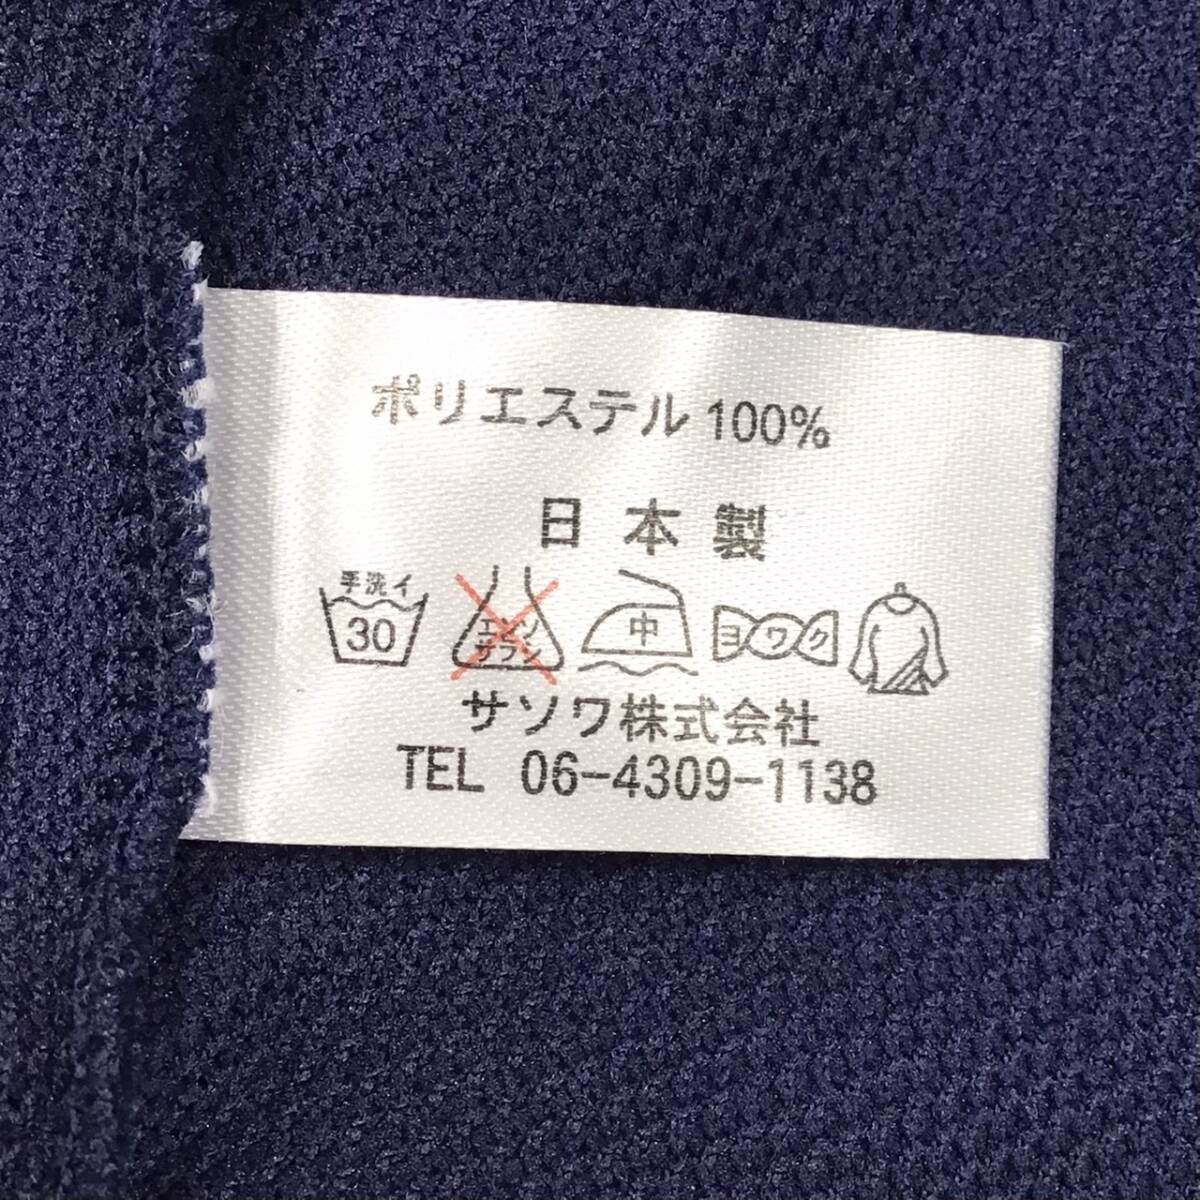 ポリエステル 100%
日本製
手洗イ 30 エンソサラシ 中 ヨワク
サソワ株式会社
TEL 06-4309-1138